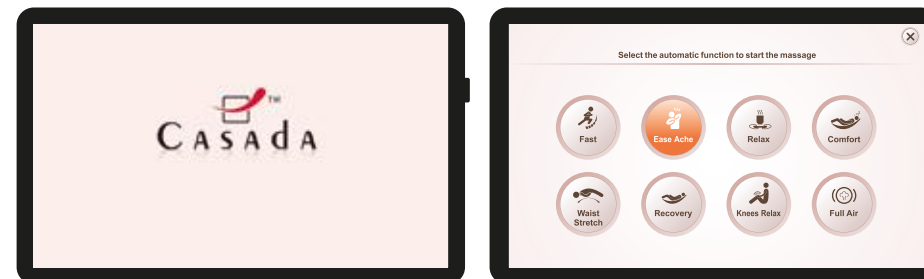 CASAdA
TM
Select the automatic function to start the massage
Fast
Ease Ache
Relax
Comfort
Waist
Stretch
Recovery
Knees Relax
Full Air